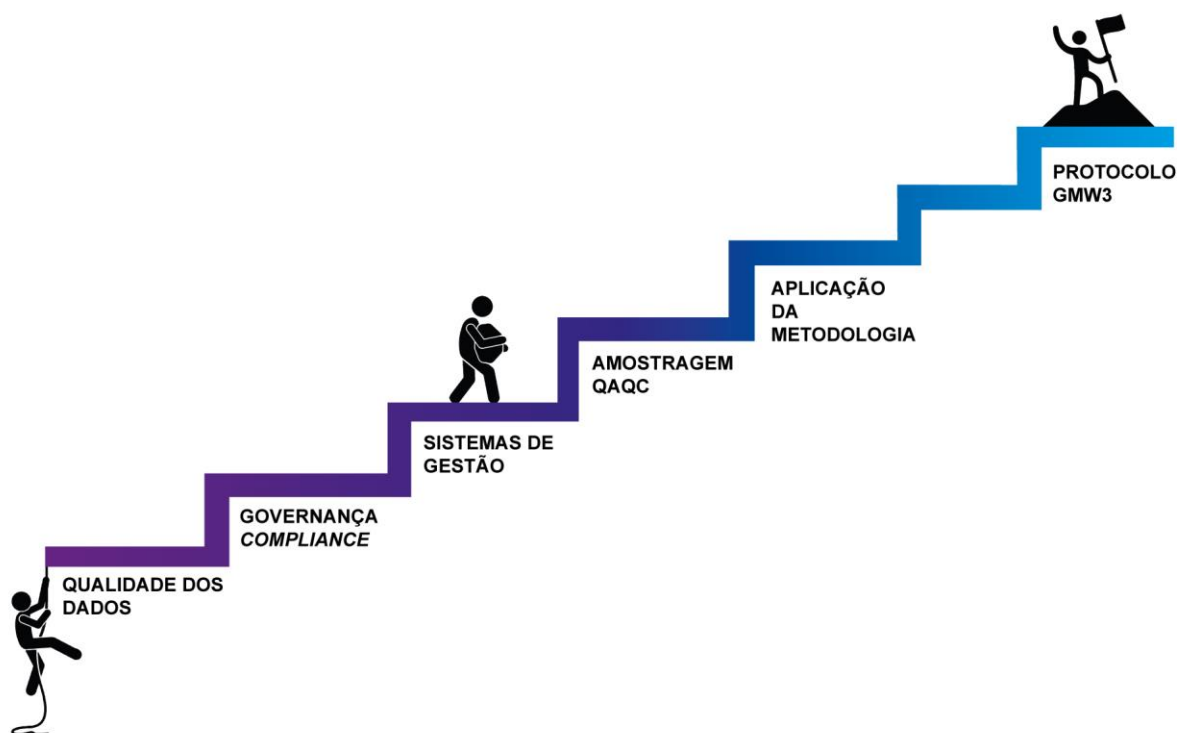 PROTOCOLO
GMW3
APLICAÇÃO
DA
METODOLOGIA
AMOSTRAGEM
QAQC
SISTEMAS DE
GESTÃO
GOVERNANÇA
COMPLIANCE
QUALIDADE DOS
DADOS